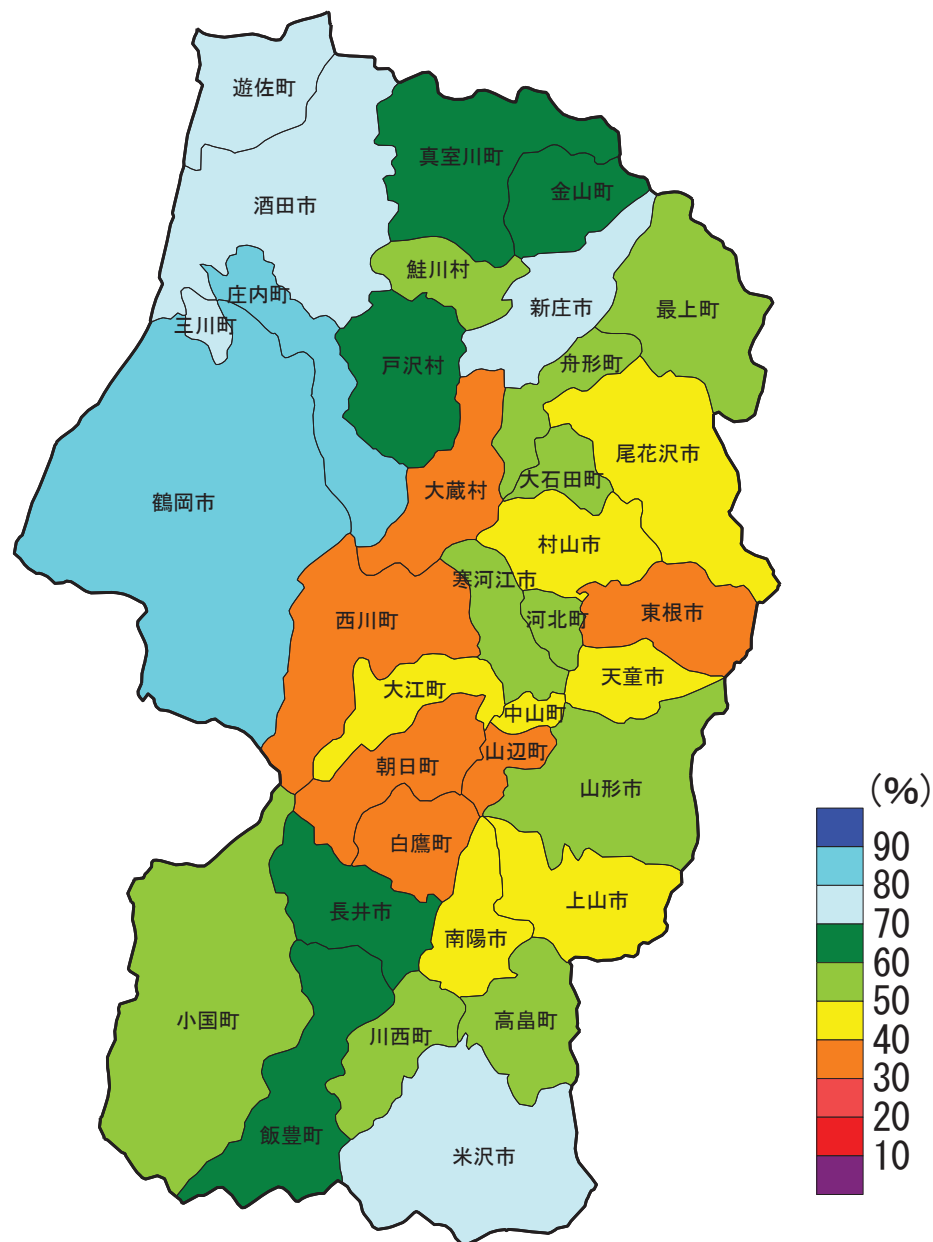 遊佐町
真室川町
金山町
酒田市
鮭川村
庄内町
新庄市
最上町
三川町
戸沢村
舟形町
尾花沢市
大石田町
大蔵村
鶴岡市
村山市
寒河江市
河北町
東根市
西川町
天童市
大江町
中山町
山辺町
朝日町
山形市
白鷹町
上山市
長井市
南陽市
小国町
川西町
高畠町
飯豊町
米沢市
(%)
90
80
70
60
50
40
30
20
10